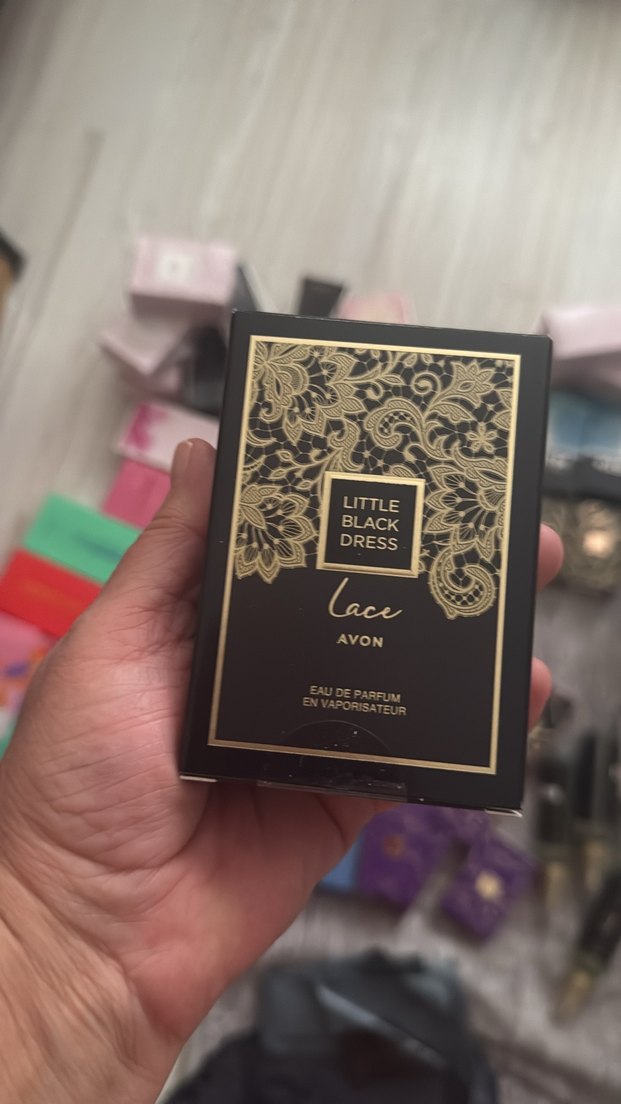 LITTLE
BLACK
DRESS
Lace
AVON
EAU DE PARFUM
EN VAPORISATEUR